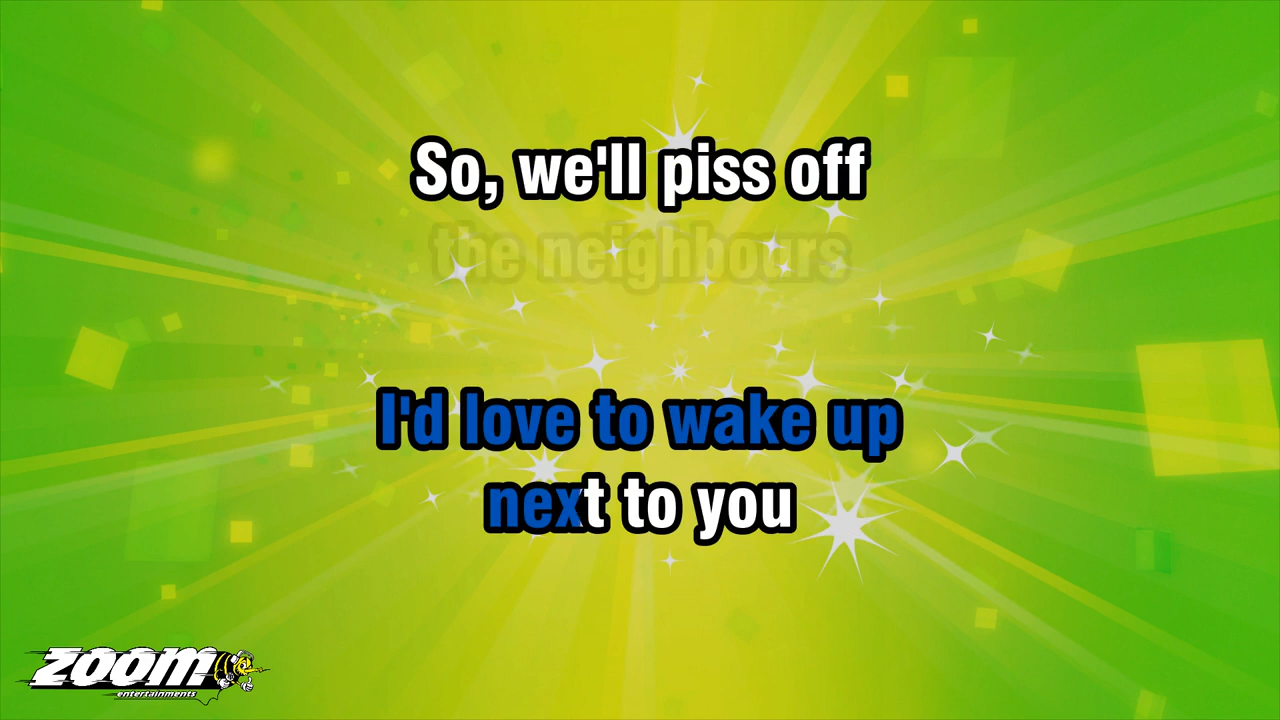 So, we'll piss off
the neighbours
I'd love to wake up
next to you
zoom
entertainments